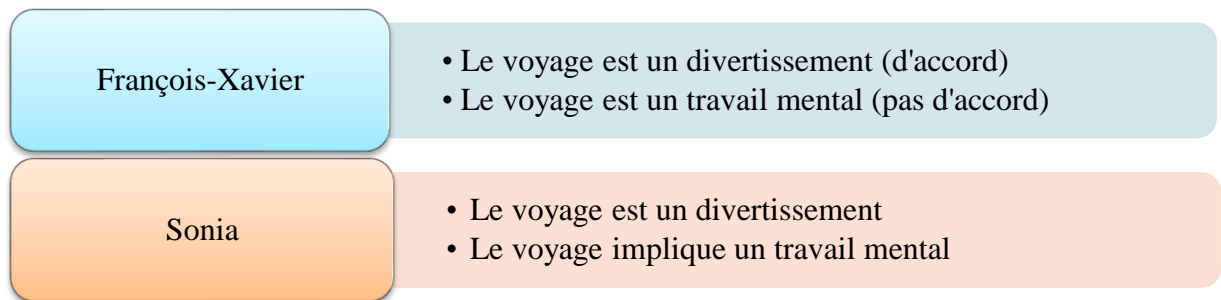 François-Xavier
• Le voyage est un divertissement (d'accord)
• Le voyage est un travail mental (pas d'accord)
Sonia
• Le voyage est un divertissement
• Le voyage implique un travail mental